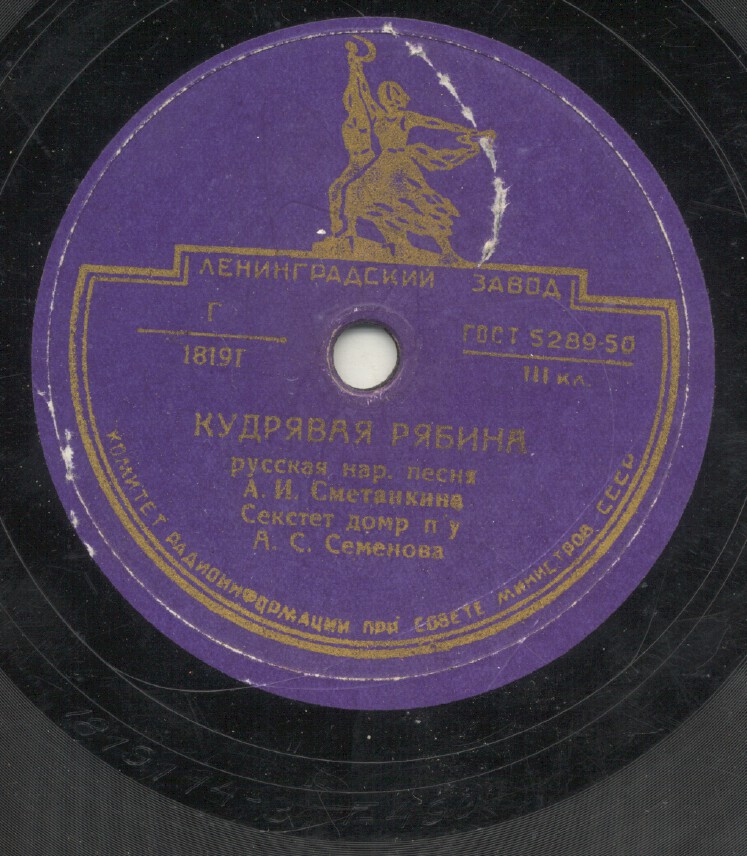 ЛЕНИНГРАДСКИЙ ЗАВОД
Г
18191
ГОСТ 5289-50
III кл.
КУДРЯВАЯ РЯБИНА
русская нар. песня
А. И. Сметанкина
Секстет домр п у
А. С. Семенова
КОМИТЕТ РАДИОИНФОРМАЦИИ ПРИ СОВЕТЕ МИНИСТРОВ СССР